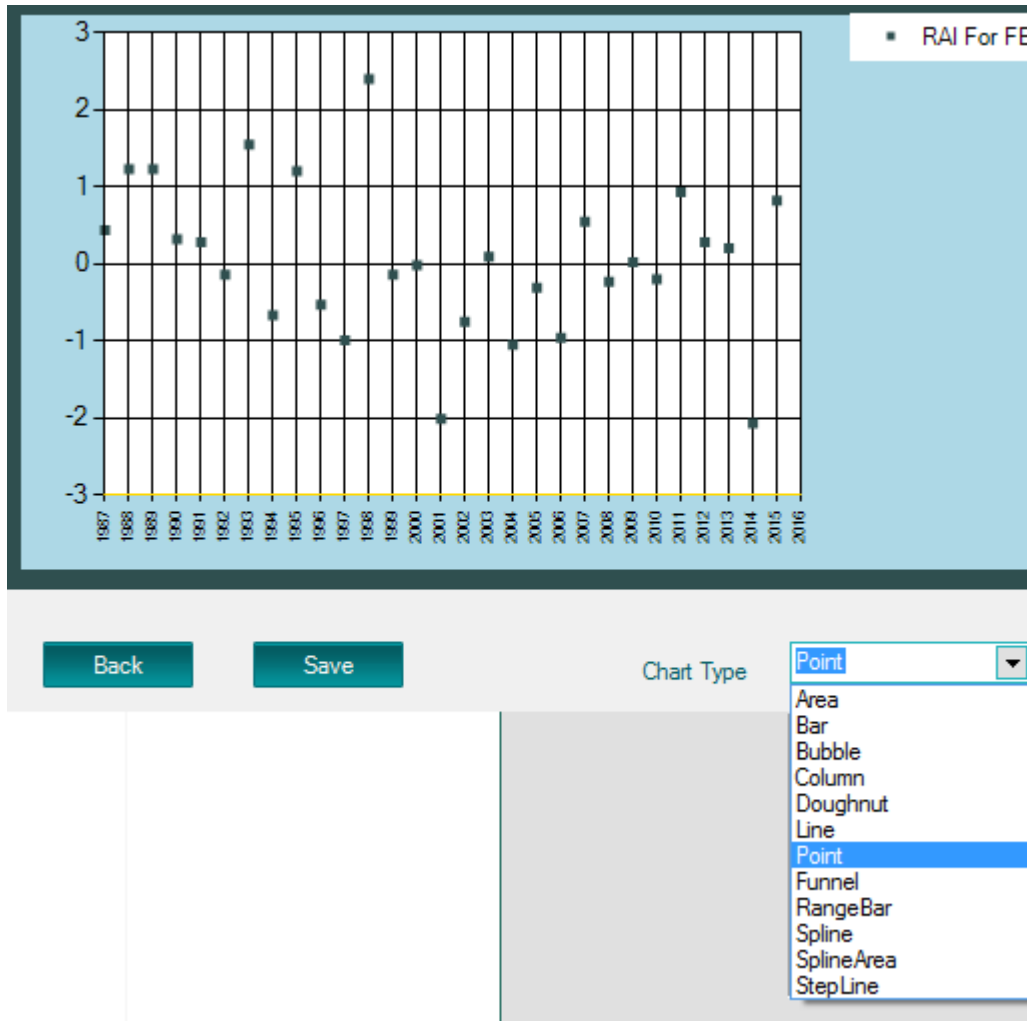 3
2
1
0
-1
-2
-3
1987
1988
1989
1990
1991
1992
1993
1994
1995
1996
1997
1998
1999
2000
2001
2002
2003
2004
2005
2006
2007
2008
2009
2010
2011
2012
2013
2014
2015
2016
RAI For FE
Back
Save
Chart Type
Point
Area
Bar
Bubble
Column
Doughnut
Line
Point
Funnel
RangeBar
Spline
SplineArea
StepLine